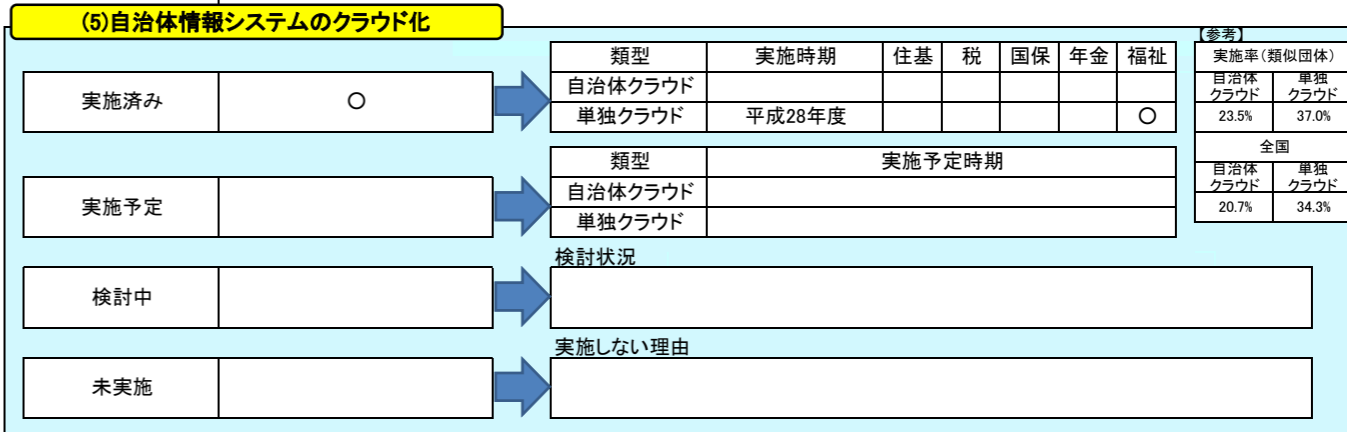 (5)自治体情報システムのクラウド化
実施済み ○
類型 実施時期 住基 税 国保 年金 福祉
自治体クラウド
単独クラウド 平成28年度 ○
【参考】
実施率(類似団体)
自治体 単独
クラウド クラウド
23.5% 37.0%
全国
自治体 単独
クラウド クラウド
20.7% 34.3%
実施予定
類型 実施予定時期
自治体クラウド
単独クラウド
検討中
検討状況
未実施
実施しない理由